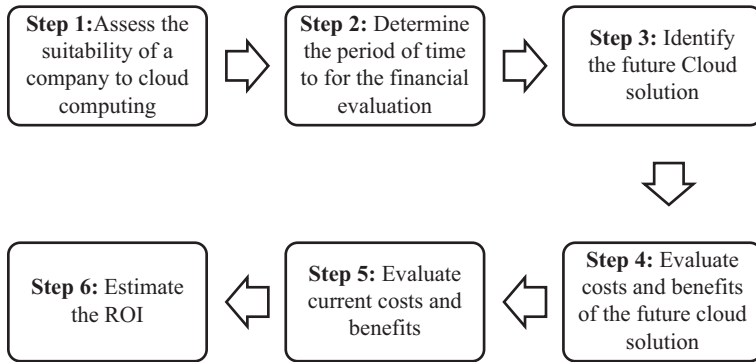 Step 1:Assess the
suitability of a
company to cloud
computing
Step 2: Determine
the period of time
to for the financial
evaluation
Step 3: Identify
the future Cloud
solution
Step 4: Evaluate
costs and benefits
of the future cloud
solution
Step 5: Evaluate
current costs and
benefits
Step 6: Estimate
the ROI